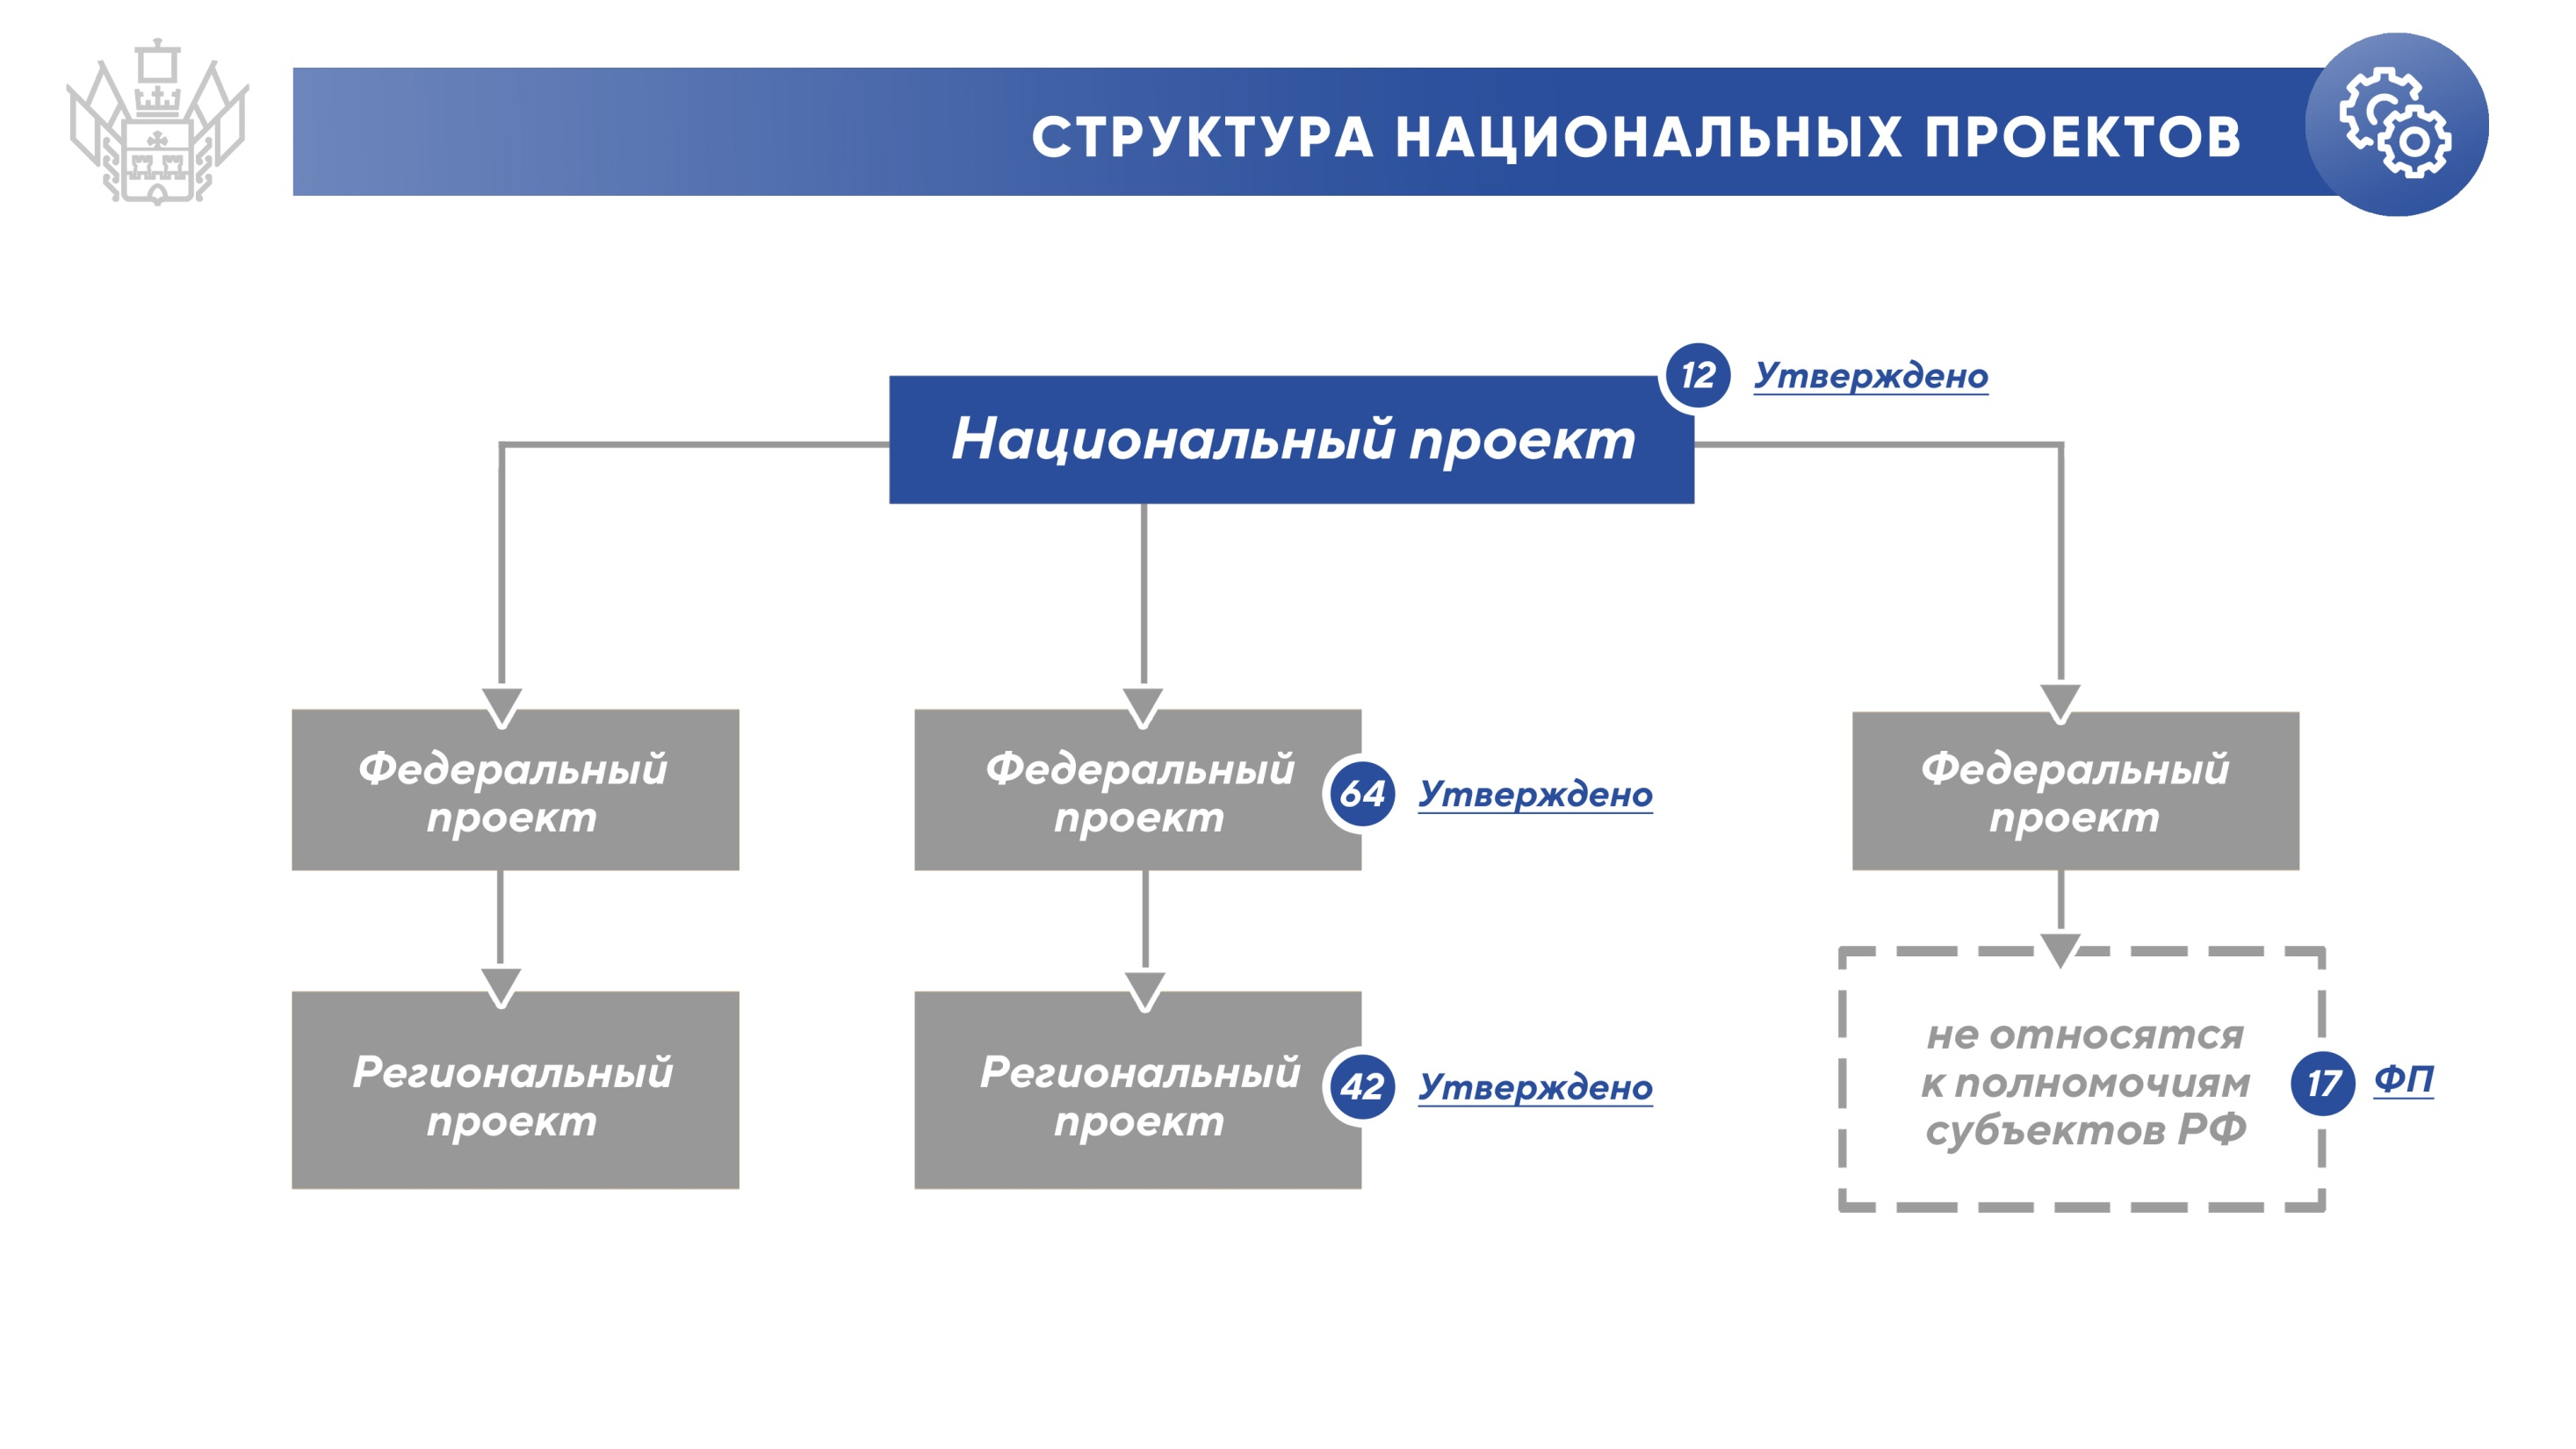 СТРУКТУРА НАЦИОНАЛЬНЫХ ПРОЕКТОВ
12 Утверждено
Национальный проект
Федеральный
проект
Федеральный
проект
64 Утверждено
Федеральный
проект
Региональный
проект
Региональный
проект
42 Утверждено
не относятся
к полномочиям
субъектов РФ
17 ФП